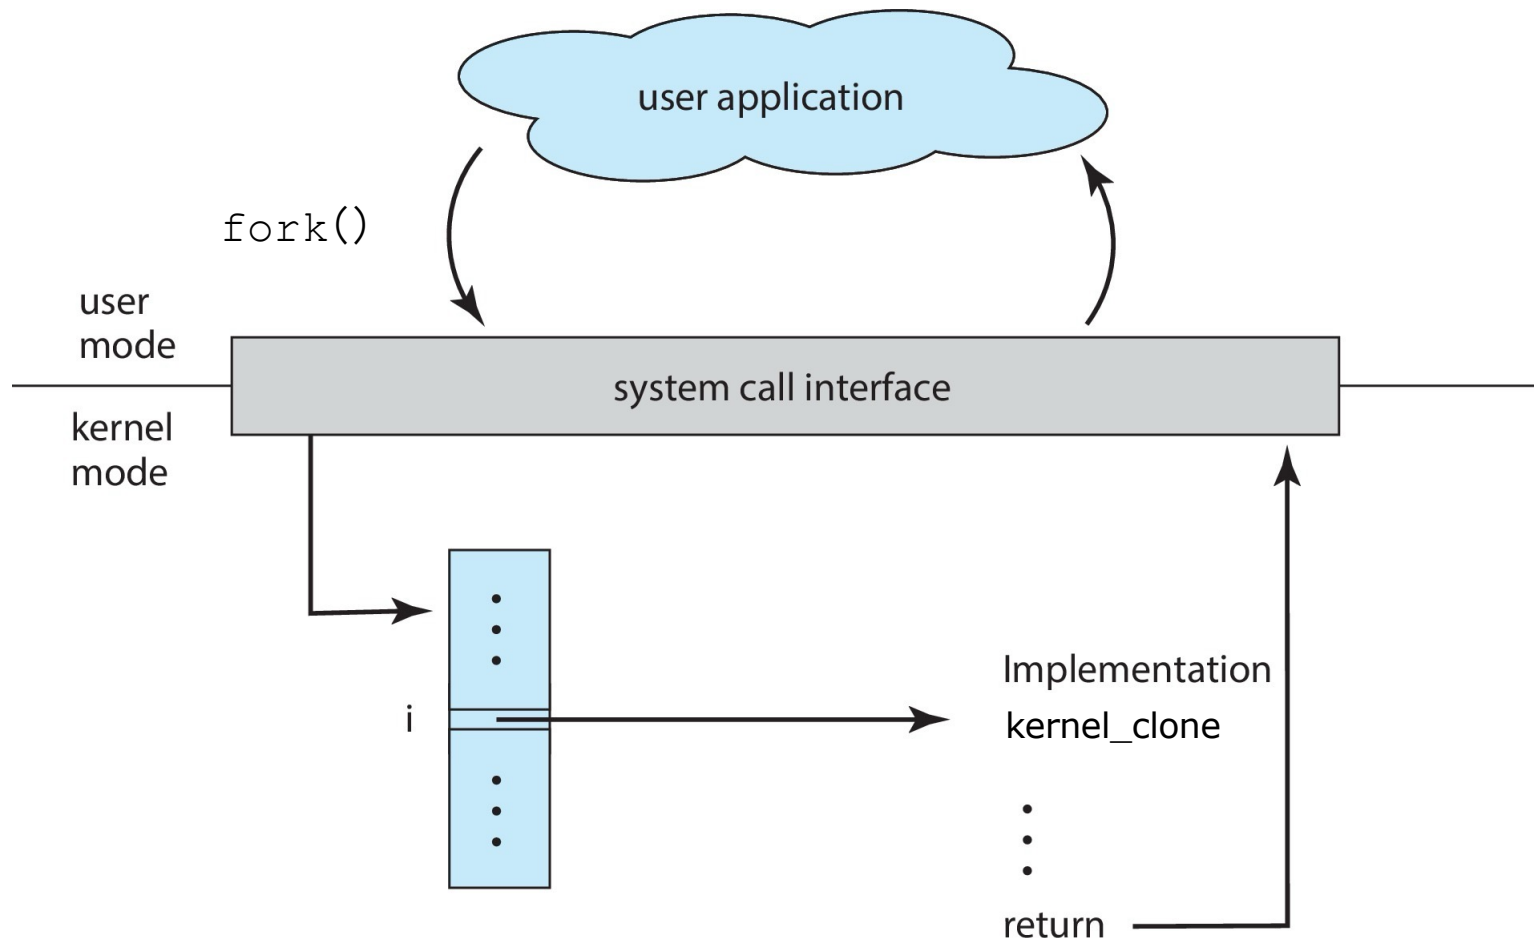 user application
fork()
user
mode
system call interface
kernel
mode
Implementation
i
kernel_clone
return